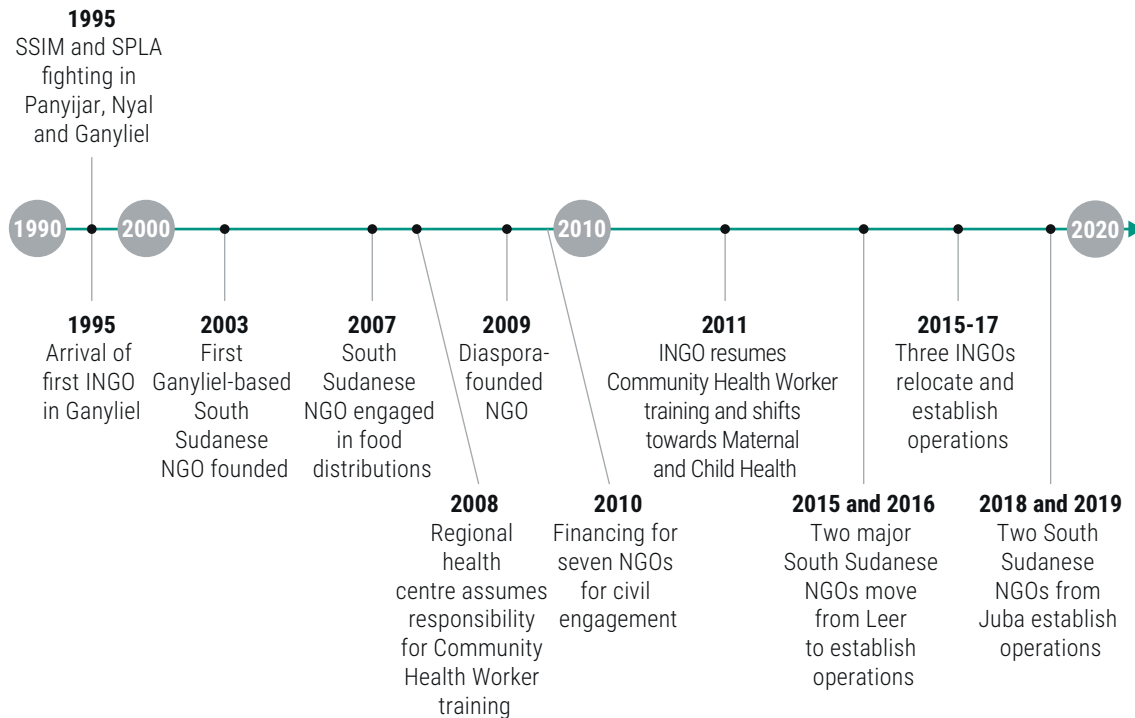 1995
SSIM and SPLA
fighting in
Panyijar, Nyal
and Ganyliel
1990
2000
2010
2020
1995
Arrival of
first INGO
in Ganyliel
2003
First
Ganyliel-based
South
Sudanese
NGO founded
2007
South
Sudanese
NGO engaged
in food
distributions
2008
Regional
health
centre assumes
responsibility
for Community
Health Worker
training
2009
Diaspora-
founded
NGO
2010
Financing for
seven NGOs
for civil
engagement
2011
INGO resumes
Community Health Worker
training and shifts
towards Maternal
and Child Health
2015 and 2016
Two major
South Sudanese
NGOs move
from Leer
to establish
operations
2015-17
Three INGOs
relocate and
establish
operations
2018 and 2019
Two South
Sudanese
NGOs from
Juba establish
operations